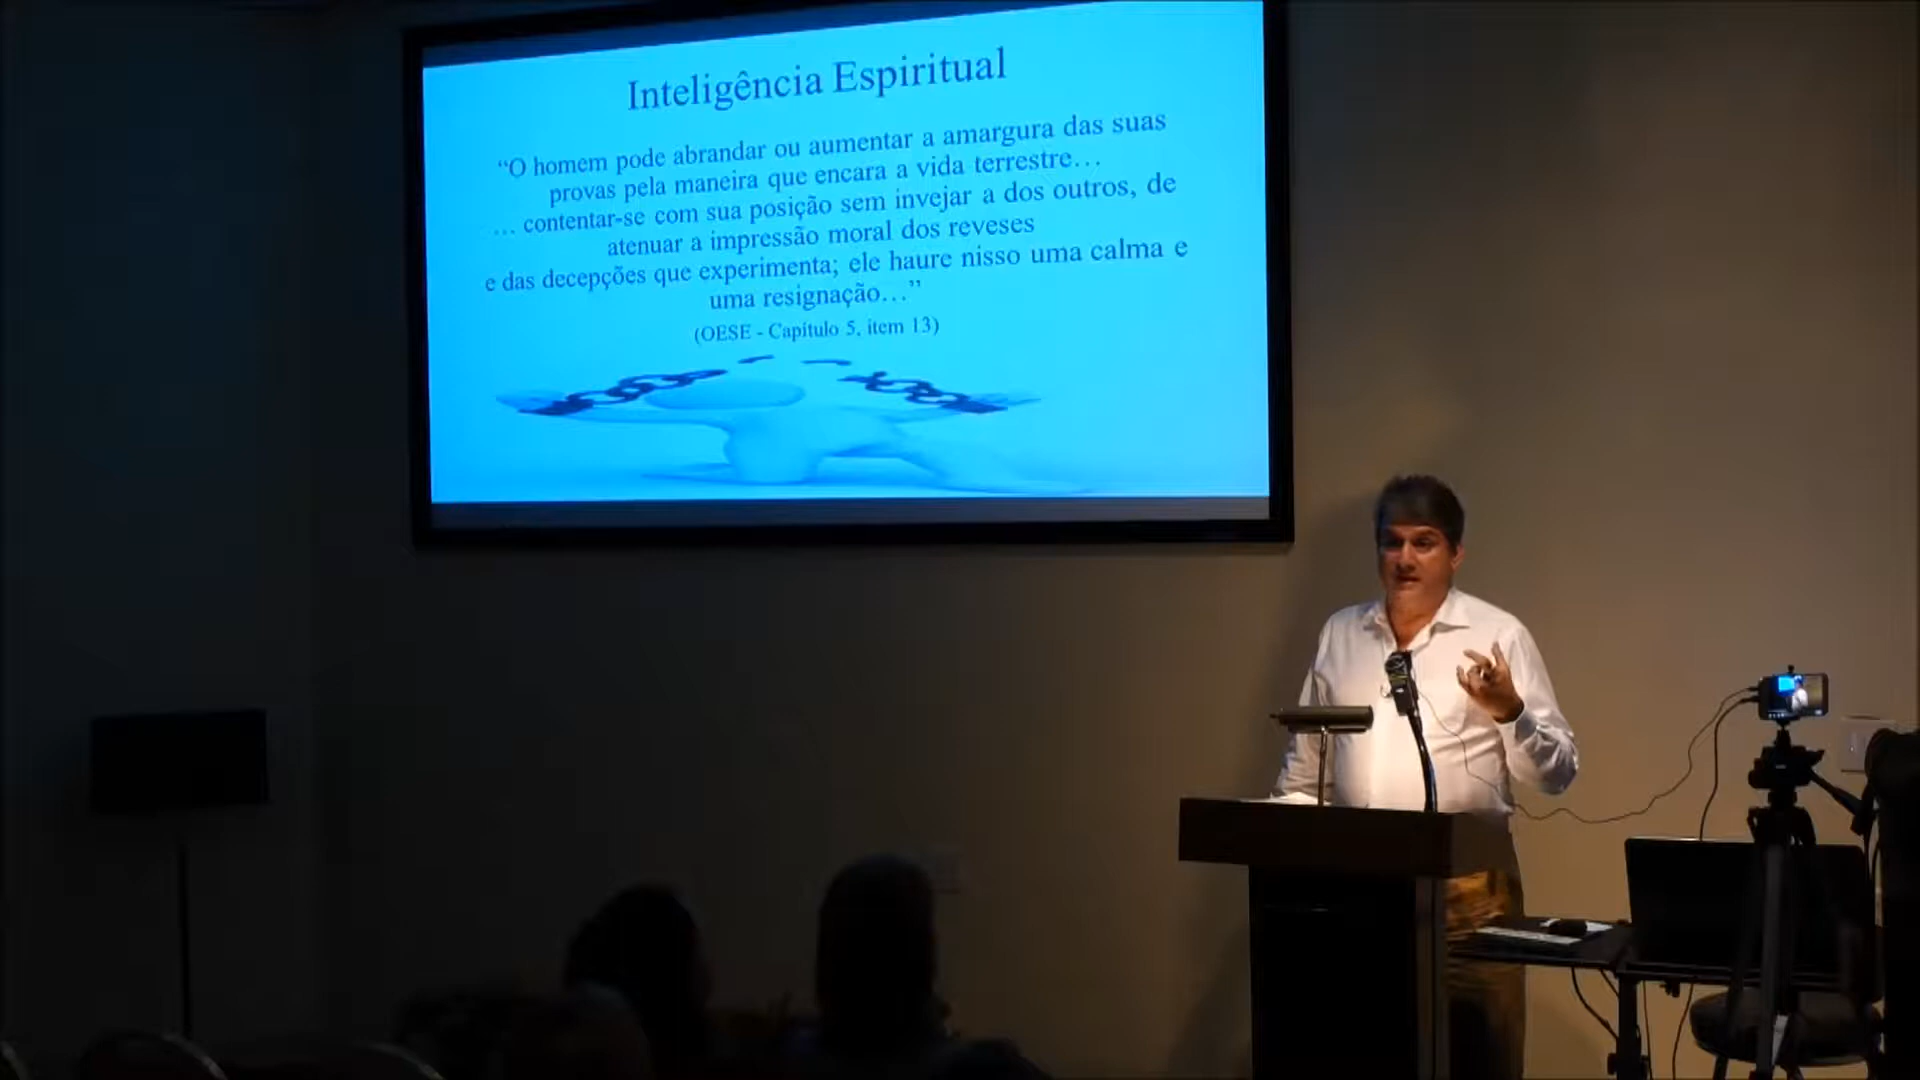 Inteligência Espiritual
“O homem pode abrandar ou aumentar a amargura das suas
provas pela maneira que encara a vida terrestre…
… contentar-se com sua posição sem invejar a dos outros, de
atenuar a impressão moral dos reveses
e das decepções que experimenta; ele haure nisso uma calma e
uma resignação…”
(OESE - Capítulo 5, item 13)